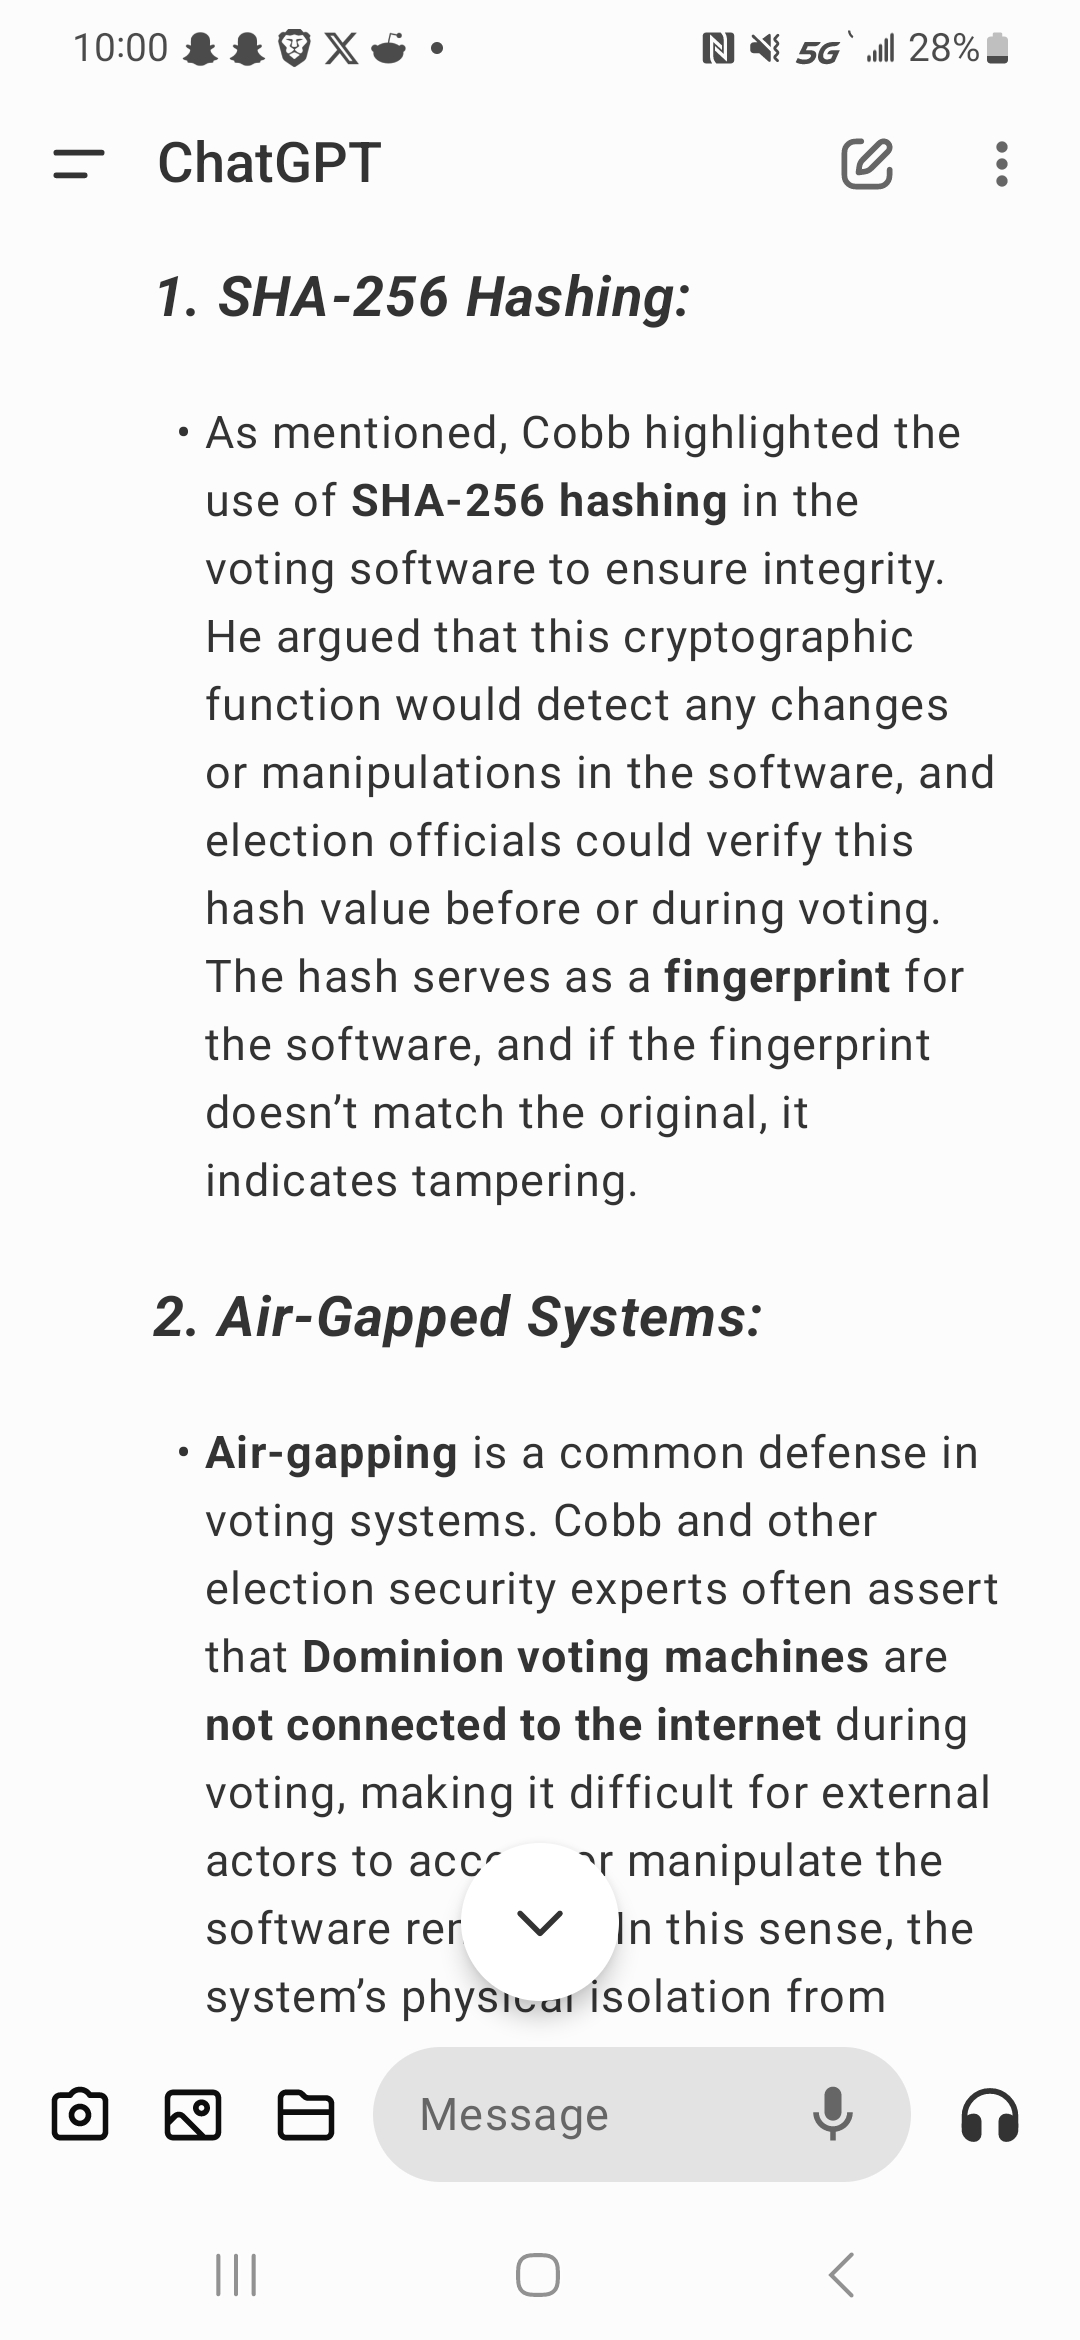 10:00 5G 28%
ChatGPT
1. SHA-256 Hashing:
• As mentioned, Cobb highlighted the
use of SHA-256 hashing in the
voting software to ensure integrity.
He argued that this cryptographic
function would detect any changes
or manipulations in the software, and
election officials could verify this
hash value before or during voting.
The hash serves as a fingerprint for
the software, and if the fingerprint
doesn’t match the original, it
indicates tampering.
2. Air-Gapped Systems:
• Air-gapping is a common defense in
voting systems. Cobb and other
election security experts often assert
that Dominion voting machines are
not connected to the internet during
voting, making it difficult for external
actors to or manipulate the
software In this sense, the
system’s physical isolation from
Message